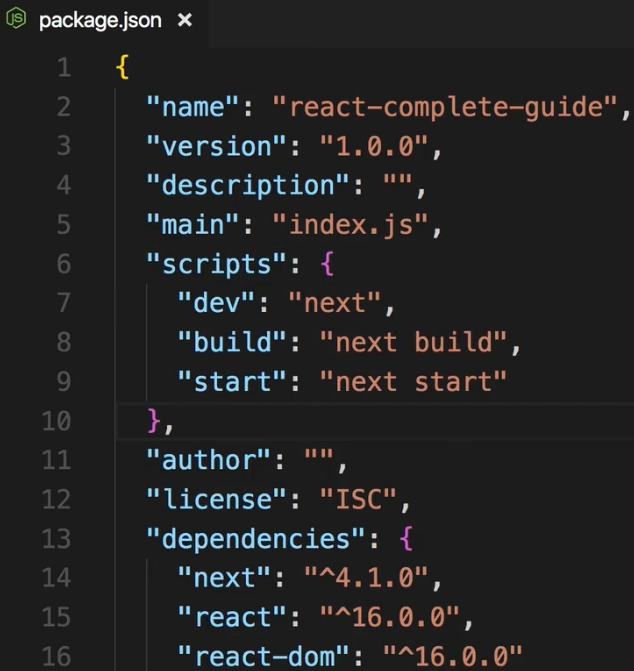 JS package.json ×
1 {
2 "name": "react-complete-guide",
3 "version": "1.0.0",
4 "description": "",
5 "main": "index.js",
6 "scripts": {
7 "dev": "next",
8 "build": "next build",
9 "start": "next start"
10 },
11 "author": "",
12 "license": "ISC",
13 "dependencies": {
14 "next": "^4.1.0",
15 "react": "^16.0.0",
16 "react-dom": "^16.0.0"